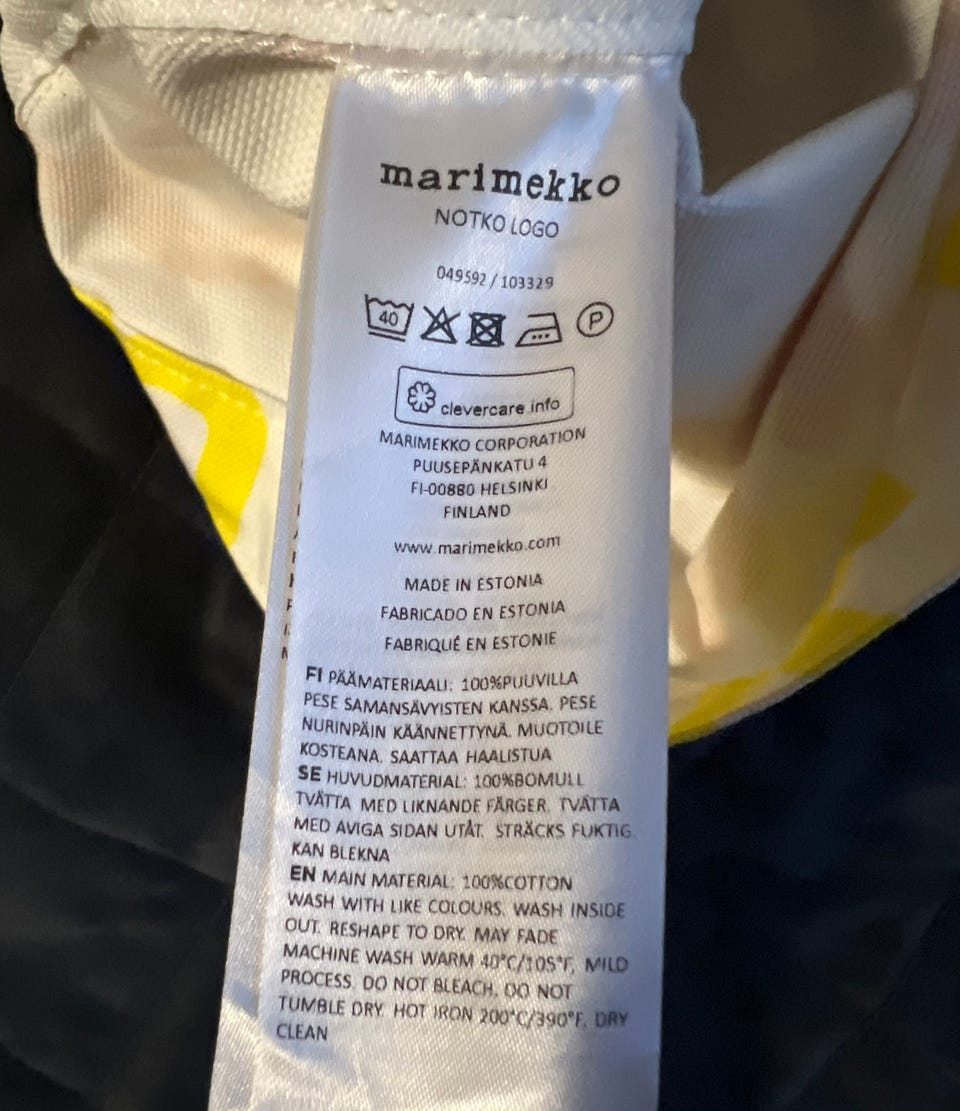 marimekko
NOTKO LOGO
049592 / 103329
40
P
clevercare.info
MARIMEKKO CORPORATION
PUUSEPÄNKATU 4
FI-00880 HELSINKI
FINLAND
www.marimekko.com
MADE IN ESTONIA
FABRICADO EN ESTONIA
FABRIQUÉ EN ESTONIE
FI PÄÄMATERIAALI: 100%PUUVILLA
PESE SAMANSÄVYISTEN KANSSA. PESE
NURINPÄIN KÄÄNNETTYNÄ. MUOTOILE
KOSTEANA. SAATTAA HAALISTUA
SE HUVUDMATERIAL: 100%BOMULL
TVÄTTA MED LIKNANDE FÄRGER. TVÄTTA
MED AVIGA SIDAN UTÅT. STRÄCKS FUKTIG.
KAN BLEKNA
EN MAIN MATERIAL: 100%COTTON
WASH WITH LIKE COLOURS. WASH INSIDE
OUT. RESHAPE TO DRY. MAY FADE
MACHINE WASH WARM 40°C/105°F, MILD
PROCESS. DO NOT BLEACH. DO NOT
TUMBLE DRY. HOT IRON 200°C/390°F. DRY
CLEAN